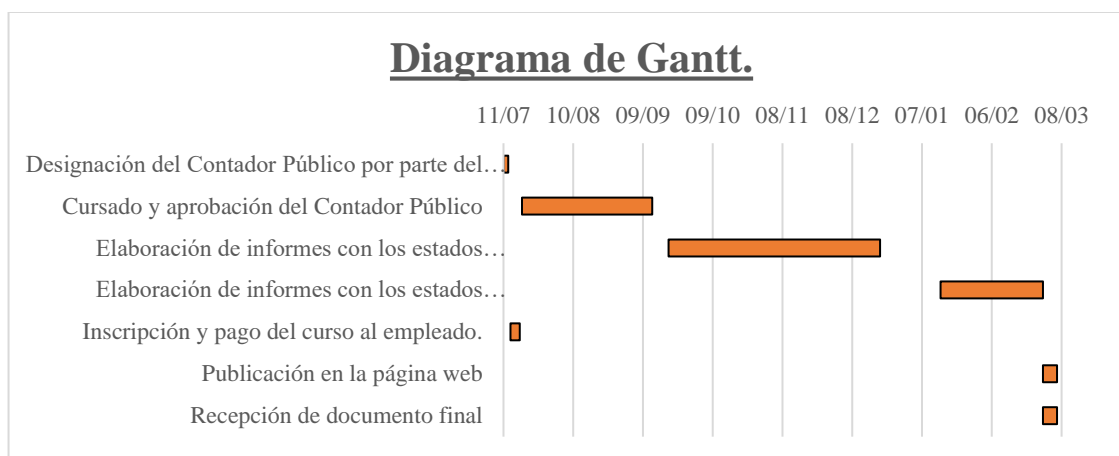 Diagrama de Gantt.
11/07 10/08 09/09 09/10 08/11 08/12 07/01 06/02 08/03
Designación del Contador Público por parte del…
Cursado y aprobación del Contador Público
Elaboración de informes con los estados…
Elaboración de informes con los estados…
Inscripción y pago del curso al empleado.
Publicación en la página web
Recepción de documento final